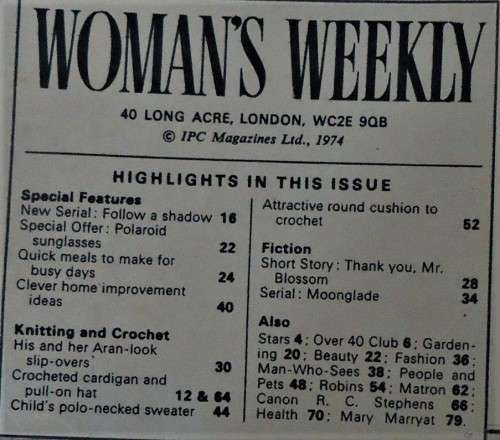 WOMAN'S WEEKLY
40 LONG ACRE, LONDON, WC2E 9QB
© IPC Magazines Ltd., 1974
HIGHLIGHTS IN THIS ISSUE
Special Features
New Serial: Follow a shadow 16
Special Offer: Polaroid
sunglasses 22
Quick meals to make for
busy days 24
Clever home improvement
ideas 40
Knitting and Crochet
His and her Aran-look
slip-overs 30
Crocheted cardigan and
pull-on hat 12 & 64
Child's polo-necked sweater 44
Attractive round cushion to
crochet 52
Fiction
Short Story: Thank you, Mr.
Blossom 28
Serial: Moonglade 34
Also
Stars 4; Over 40 Club 6; Garden-
ing 20; Beauty 22; Fashion 36;
Man-Who-Sees 38; People and
Pets 48; Robins 54; Matron 62;
Canon R. C. Stephens 66;
Health 70; Mary Marryat 79.